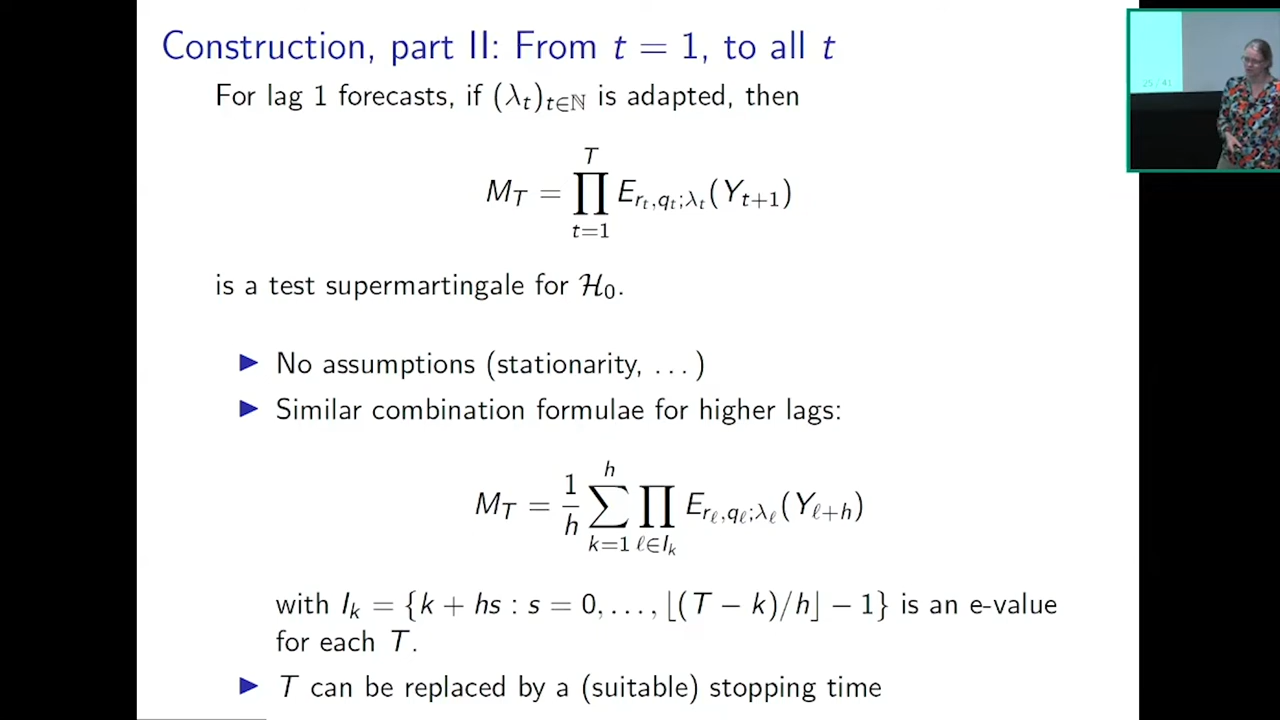 Construction, part II: From t = 1, to all t
For lag 1 forecasts, if (λ_t)_{t∈ℕ} is adapted, then
M_T = ∏_{t=1}^{T} E_{r_t,q_t;λ_t}(Y_{t+1})
is a test supermartingale for ℋ_0.
▶ No assumptions (stationarity, . . . )
▶ Similar combination formulae for higher lags:
M_T = \frac{1}{h} ∑_{k=1}^{h} ∏_{ℓ∈I_k} E_{r_ℓ,q_ℓ;λ_ℓ}(Y_{ℓ+h})
with I_k = {k + hs : s = 0, . . . , ⌊(T − k)/h⌋ − 1} is an e-value
for each T.
▶ T can be replaced by a (suitable) stopping time
25 / 41